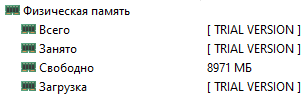 Физическая память
Всего [ TRIAL VERSION ]
Занято [ TRIAL VERSION ]
Свободно 8971 МБ
Загрузка [ TRIAL VERSION ]